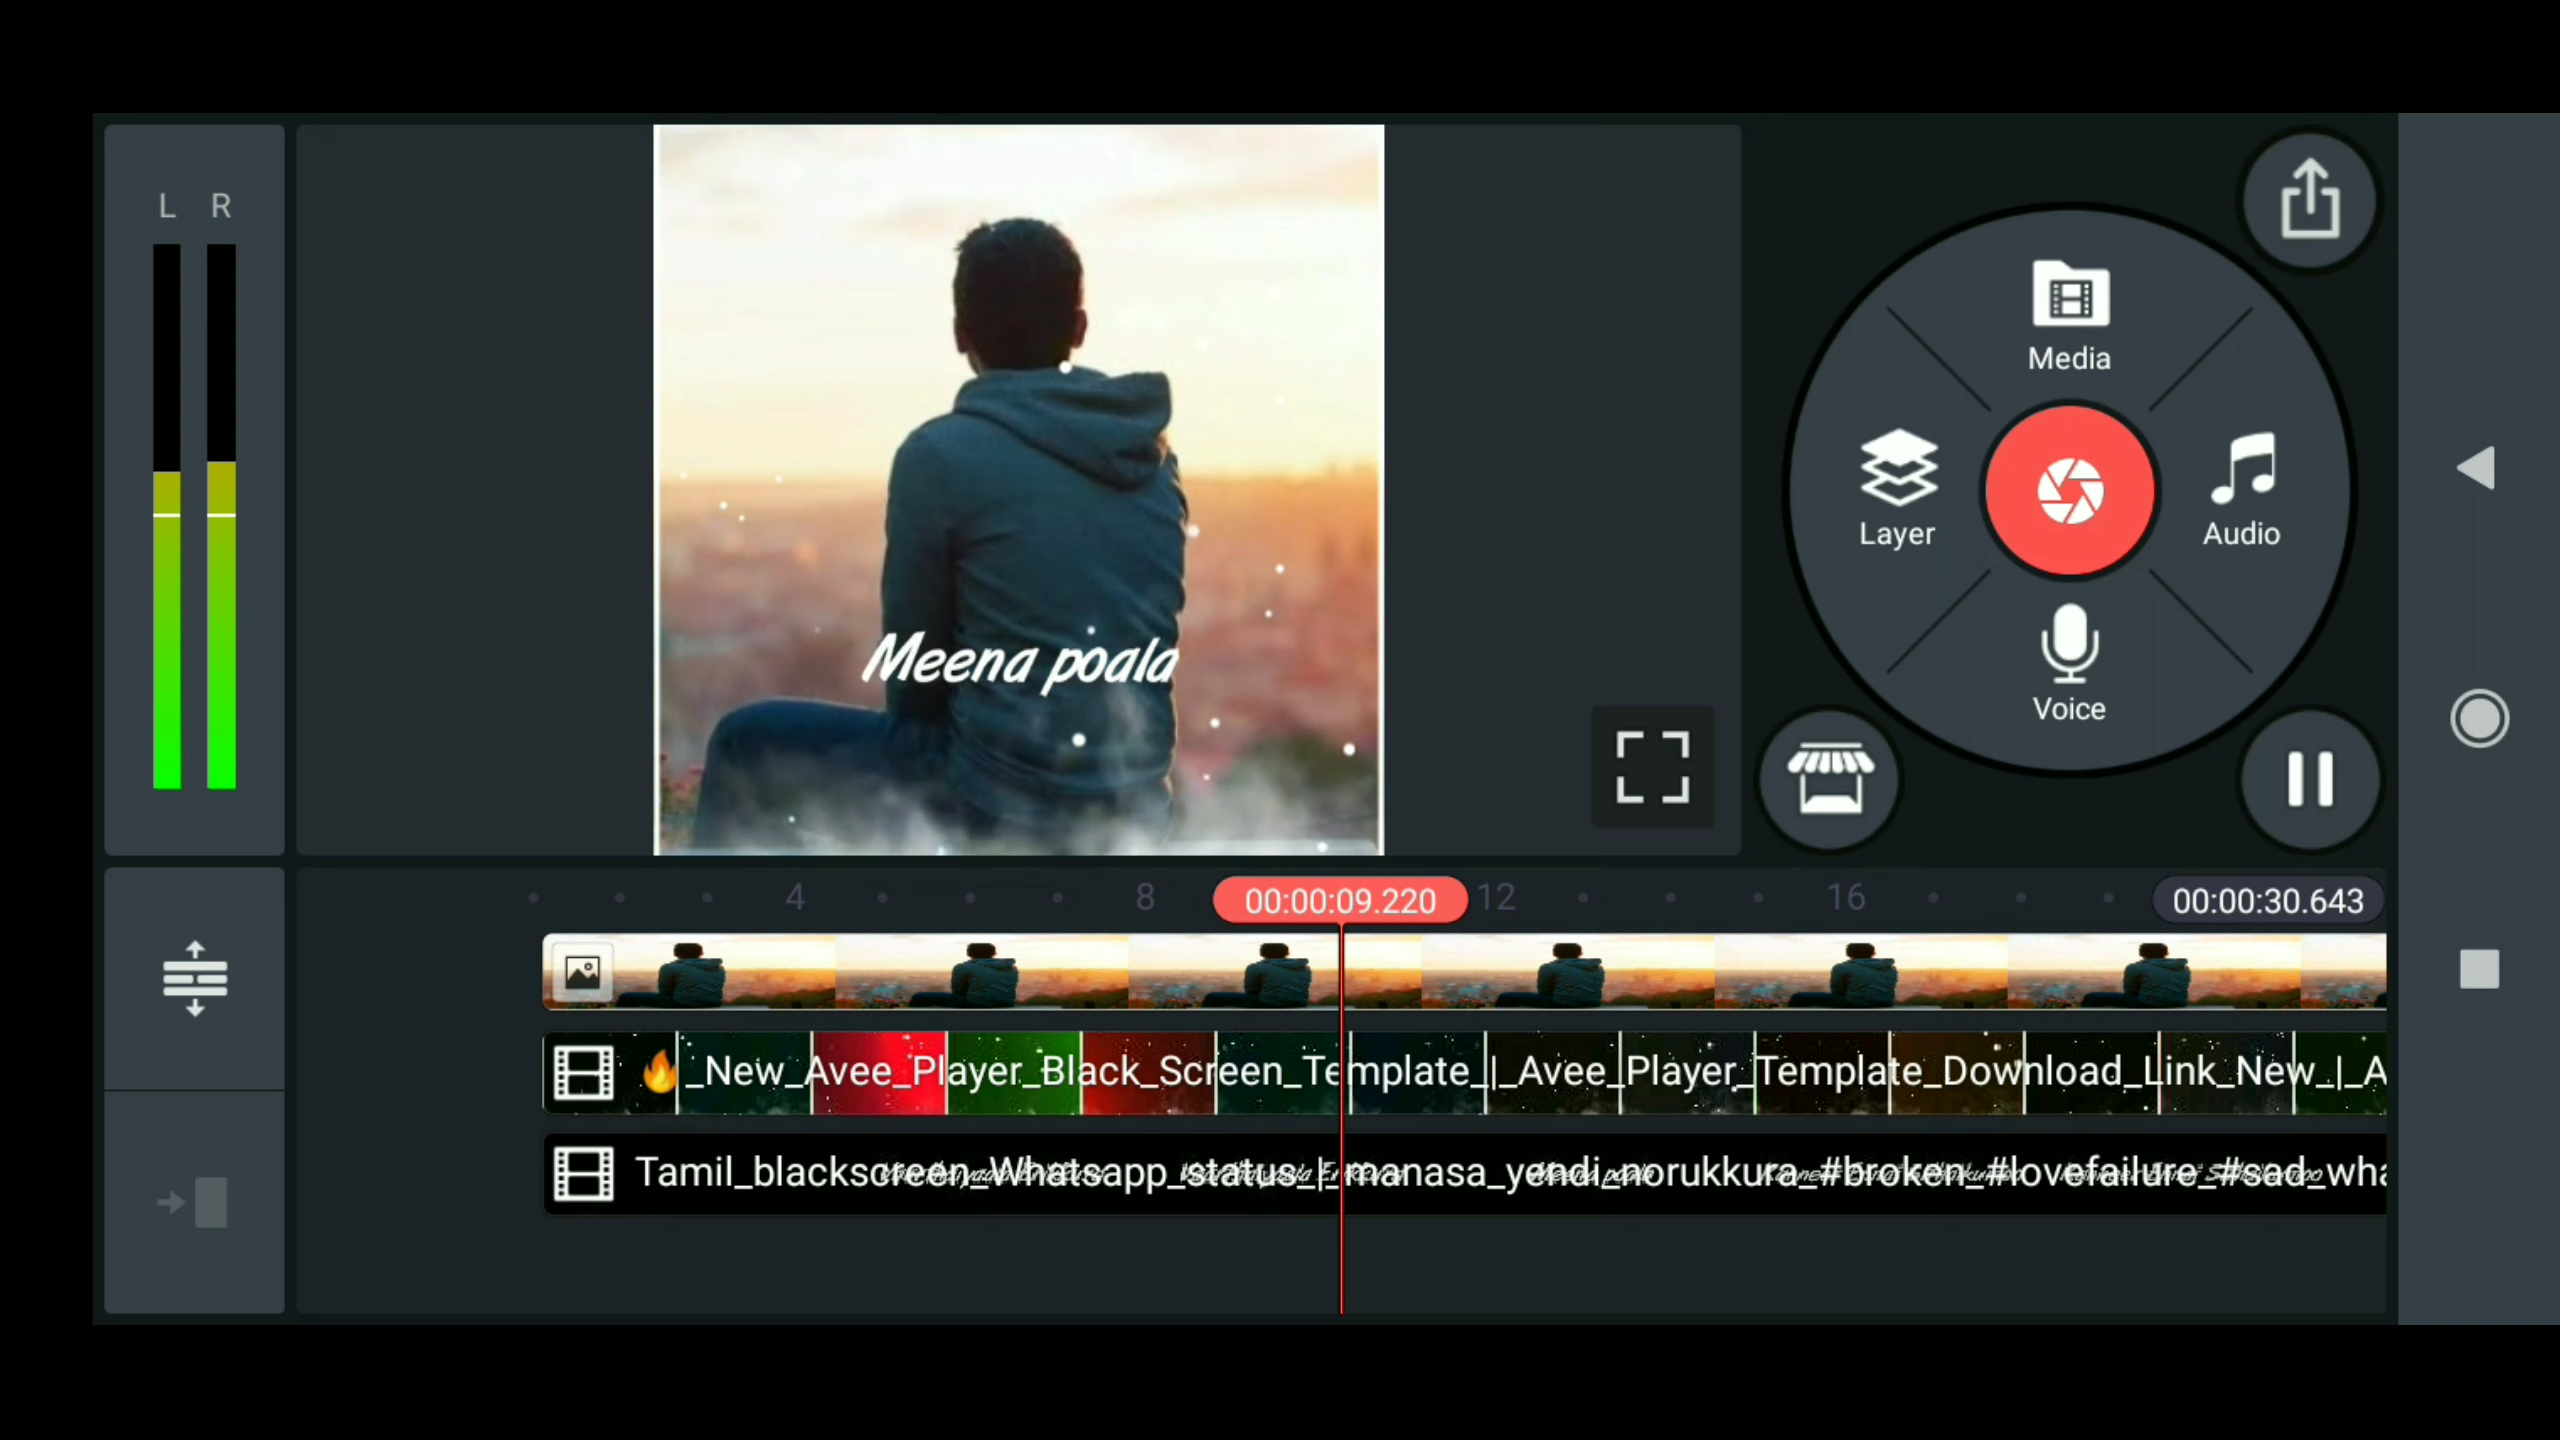 L R
Meena poala
Media
Layer
Audio
Voice
4
8
00:00:09.220
12
16
00:00:30.643
🔥_New_Avee_Player_Black_Screen_Template_|_Avee_Player_Template_Download_Link_New_|_A
Tamil_blackscreen_Whatsapp_status_|_manasa_yendi_norukkura_#broken_#lovefailure_#sad_wha